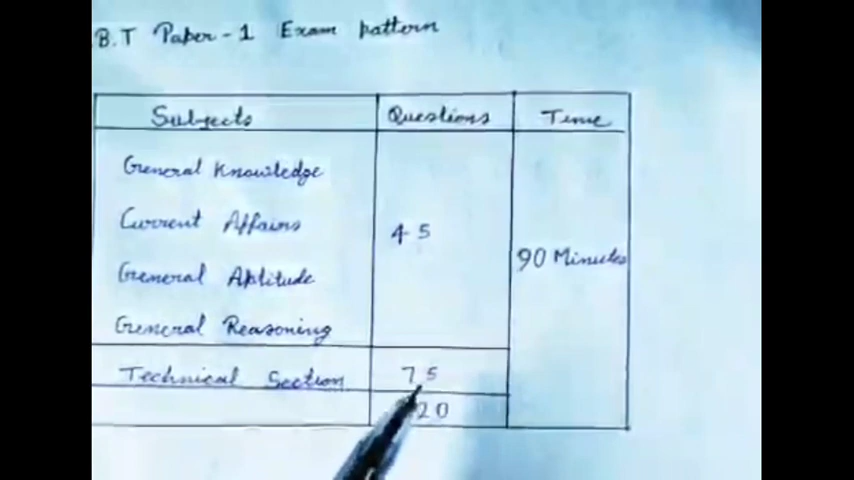 .B.T Paper - 1 Exam pattern
Subjects Questions Time
General Knowledge
Current Affairs 45
90 Minutes
General Aptitude
General Reasoning
Technical Section 75
20